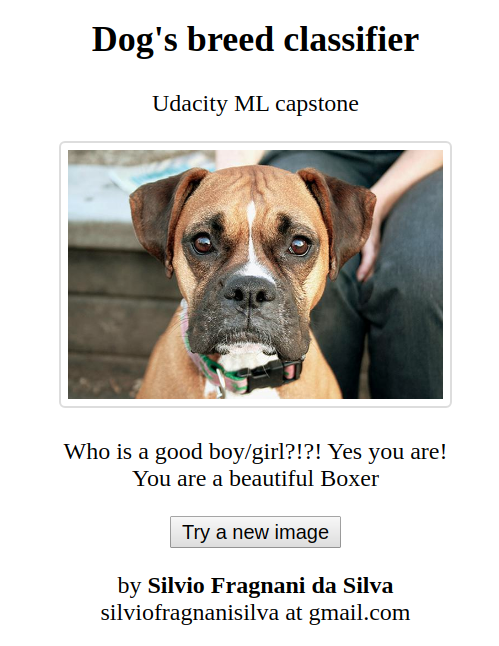 Dog's breed classifier
Udacity ML capstone
Who is a good boy/girl?!?! Yes you are!
You are a beautiful Boxer
Try a new image
by Silvio Fragnani da Silva
silviofragnanisilva at gmail.com